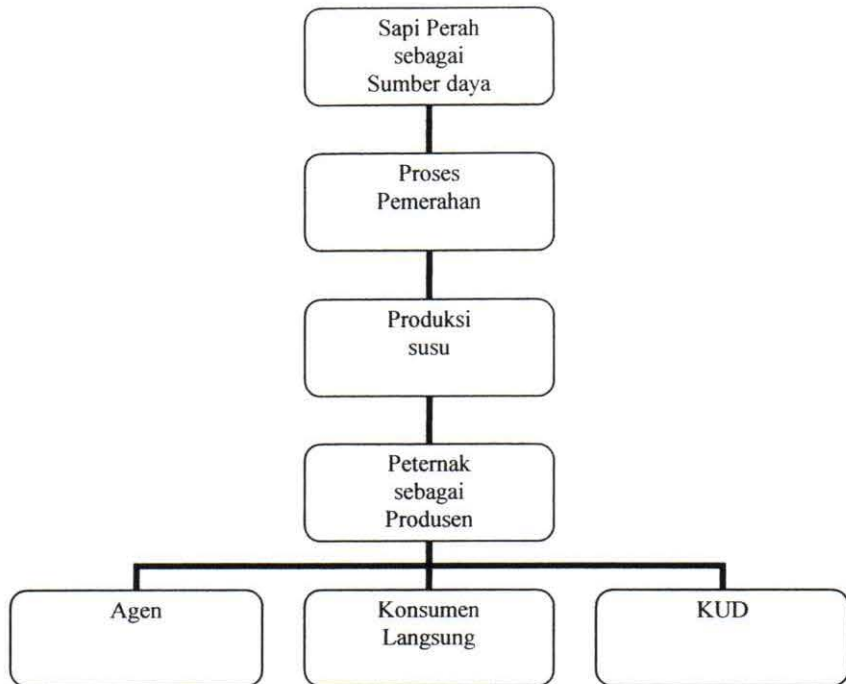 Sapi Perah
sebagai
Sumber daya
Proses
Pemerahan
Produksi
susu
Peternak
sebagai
Produsen
Agen
Konsumen
Langsung
KUD